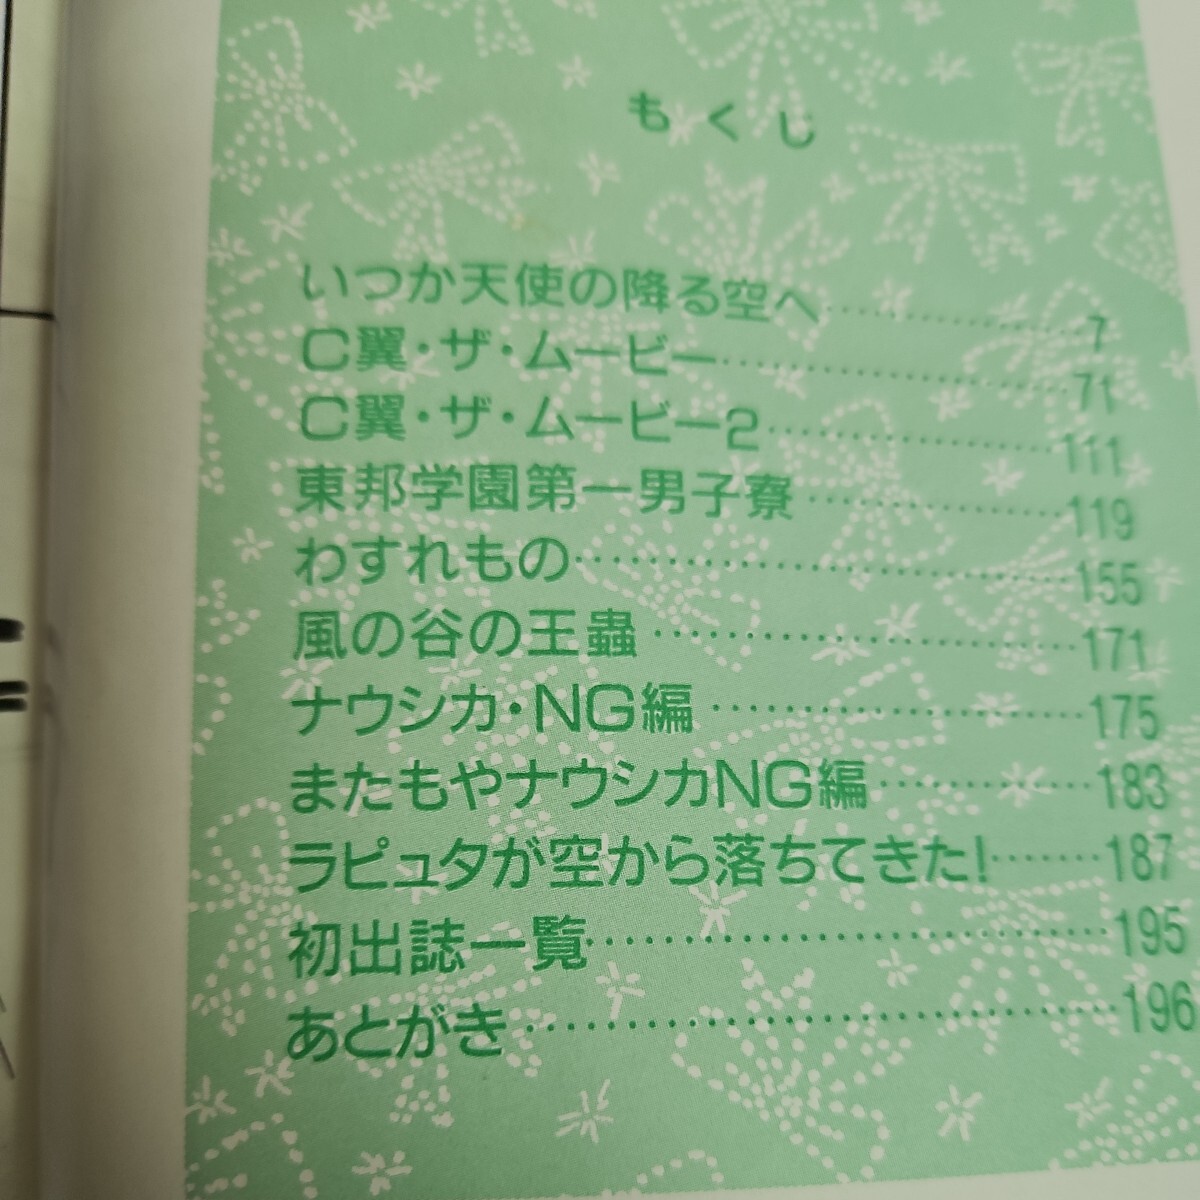 もくじ
いつか天使の降る空へ…………7
C翼・ザ・ムービー…………71
C翼・ザ・ムービー2…………111
東邦学園第一男子寮…………119
わすれもの…………155
風の谷の王蟲…………171
ナウシカ・NG編…………175
またもやナウシカNG編…………183
ラピュタが空から落ちてきた!…………187
初出誌一覧…………195
あとがき…………196